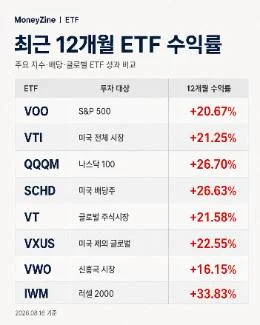 MoneyZine | ETF
최근 12개월 ETF 수익률
주요 지수·배당·글로벌 ETF 성과 비교
ETF 투자 대상 12개월 수익률
VOO S&P 500 +20.67%
VTI 미국 전체 시장 +21.25%
QQQM 나스닥 100 +26.70%
SCHD 미국 배당주 +26.63%
VT 글로벌 주식시장 +21.58%
VXUS 미국 제외 글로벌 +22.55%
VWO 신흥국 시장 +16.15%
IWM 러셀 2000 +33.83%
2026.08.16 기준